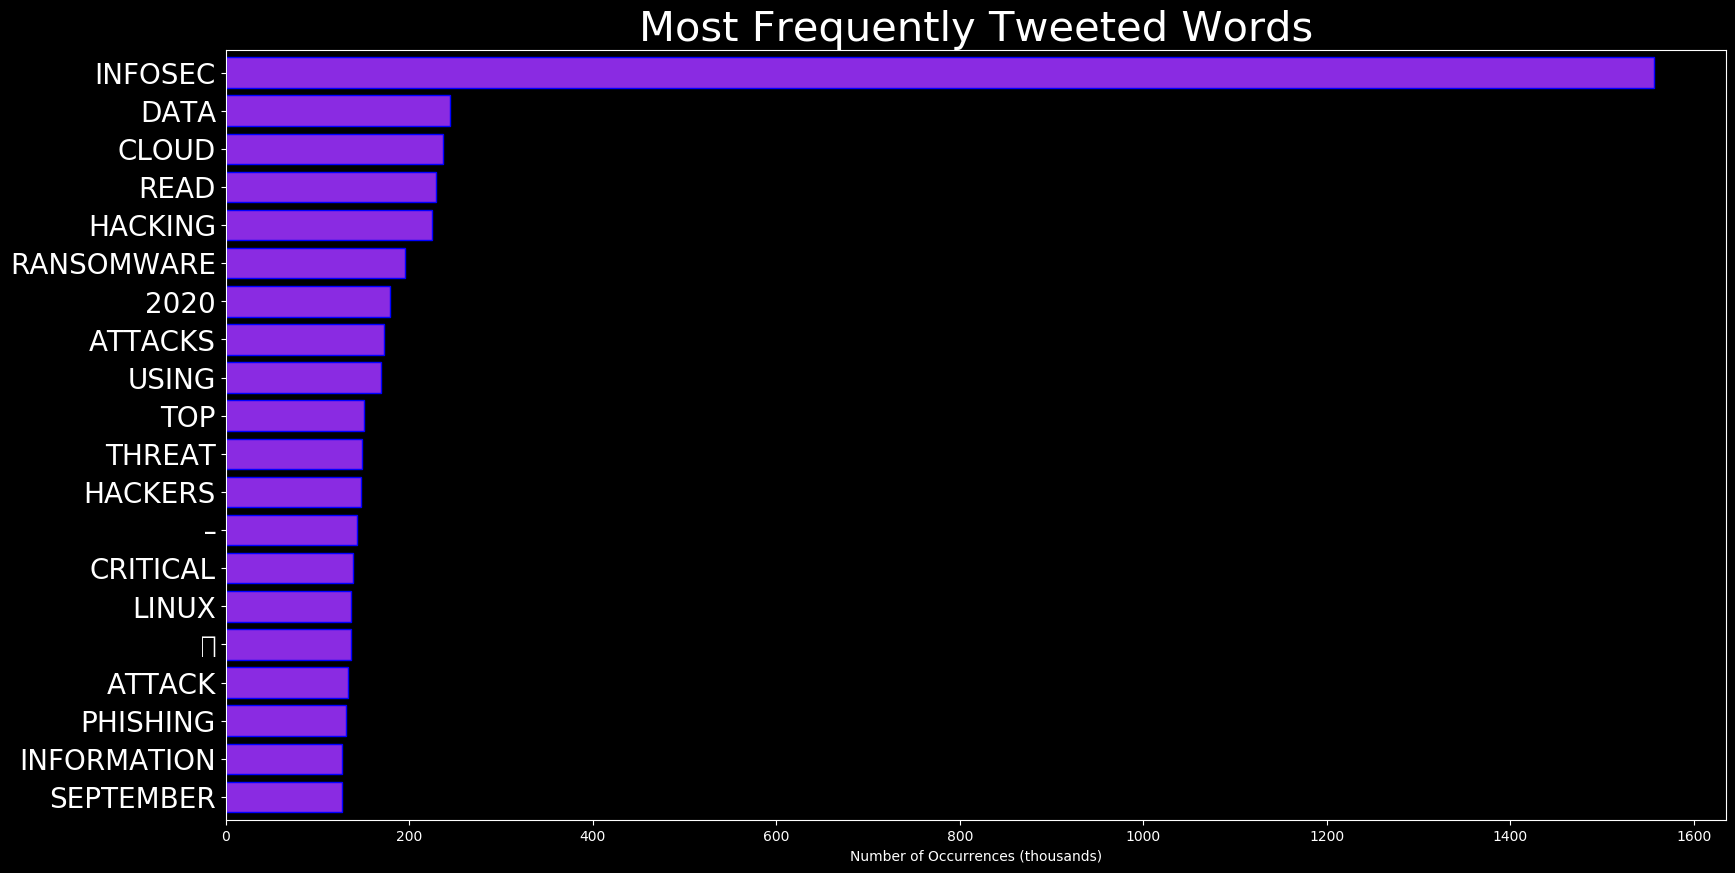 Most Frequently Tweeted Words
INFOSEC
DATA
CLOUD
READ
HACKING
RANSOMWARE
2020
ATTACKS
USING
TOP
THREAT
HACKERS
–
CRITICAL
LINUX
ATTACK
PHISHING
INFORMATION
SEPTEMBER
0 200 400 600 800 1000 1200 1400 1600
Number of Occurrences (thousands)